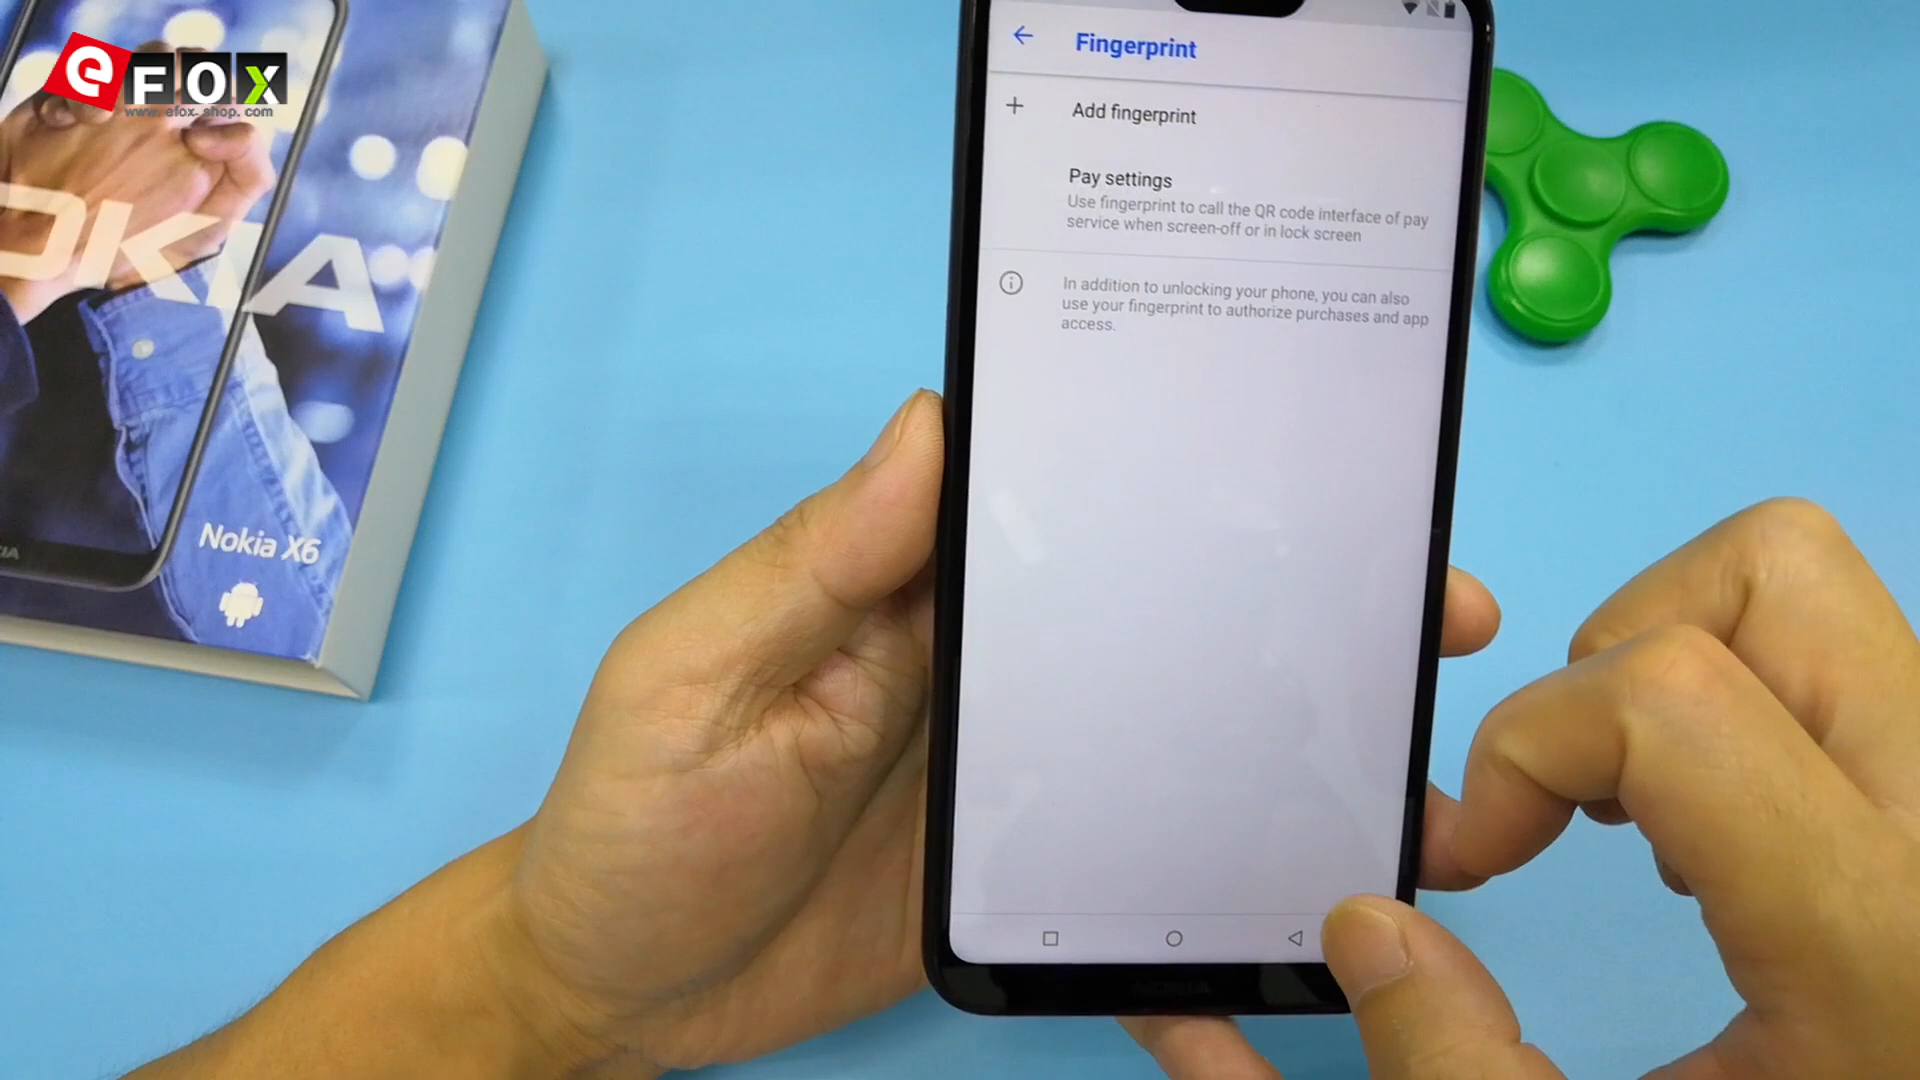 eFOX
www. efox-shop. com
OKIA
Nokia X6
Fingerprint
Add fingerprint
Pay settings
Use fingerprint to call the QR code interface of pay
service when screen-off or in lock screen
In addition to unlocking your phone, you can also
use your fingerprint to authorize purchases and app
access.
NOKIA